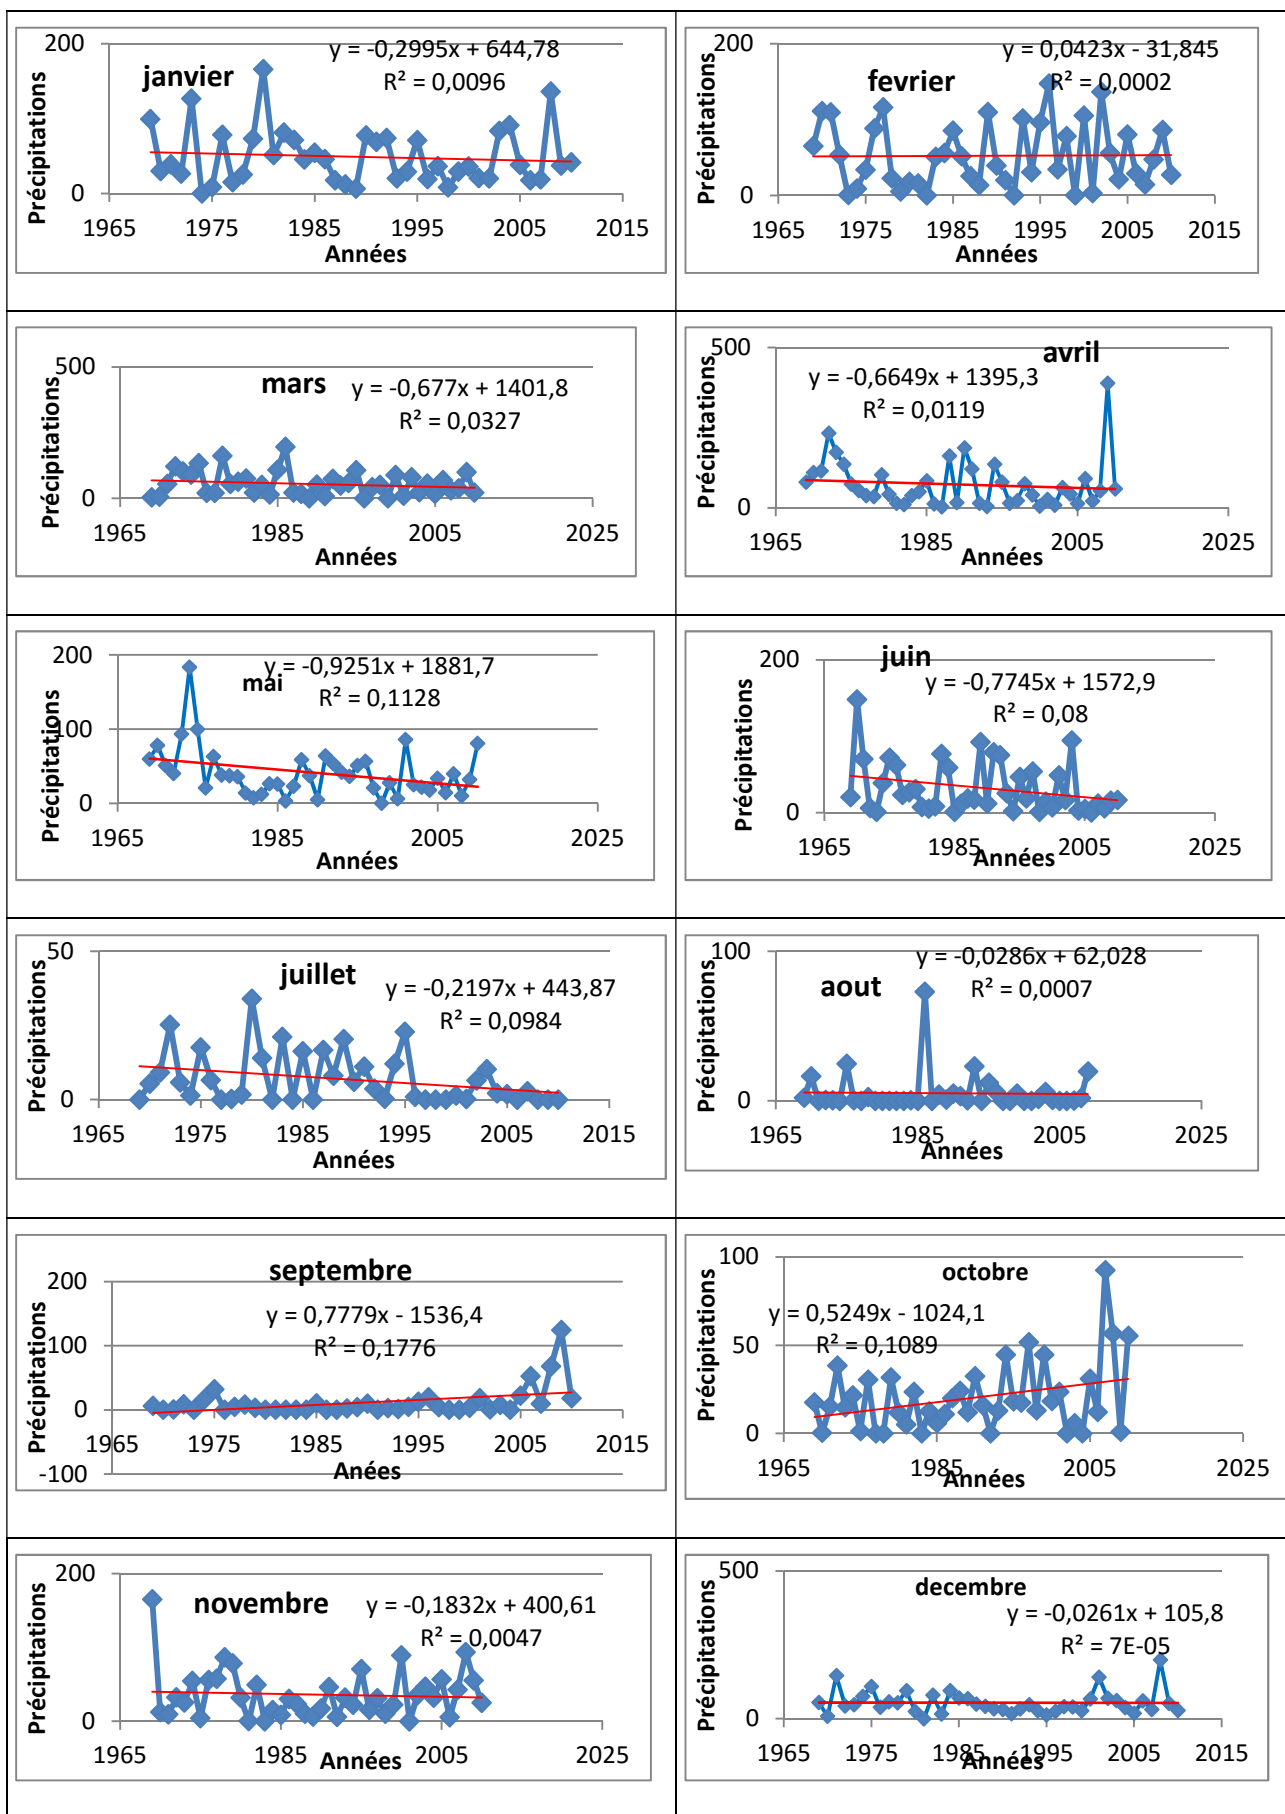 200
y = -0,2995x + 644,78
janvier
R² = 0,0096
Précipitations
0
1965 1975 1985 1995 2005 2015
Années
200
y = 0,0423x - 31,845
fevrier
R² = 0,0002
Précipitations
0
1965 1975 1985 1995 2005 2015
Années
500
mars
y = -0,677x + 1401,8
R² = 0,0327
Précipitations
0
1965 1985 2005 2025
Années
500
avril
y = -0,6649x + 1395,3
R² = 0,0119
Précipitations
0
1965 1985 2005 2025
Années
200
y = -0,9251x + 1881,7
mai
R² = 0,1128
100
Précipitations
0
1965 1985 2005 2025
Années
200
juin
y = -0,7745x + 1572,9
R² = 0,08
Précipitations
0
1965 1985 2005 2025
Années
50
juillet
y = -0,2197x + 443,87
R² = 0,0984
Précipitations
0
1965 1975 1985 1995 2005 2015
Années
100
y = -0,0286x + 62,028
aout
R² = 0,0007
Précipitations
0
1965 1985 2005 2025
Années
200
septembre
y = 0,7779x - 1536,4
R² = 0,1776
100
Précipitations
0
1965 1975 1985 1995 2005 2015
-100
Anées
100
octobre
y = 0,5249x - 1024,1
R² = 0,1089
50
Précipitations
0
1965 1985 2005 2025
Années
200
novembre
y = -0,1832x + 400,61
R² = 0,0047
Précipitations
0
1965 1985 2005 2025
Années
500
decembre
y = -0,0261x + 105,8
R² = 7E-05
Précipitations
0
1965 1975 1985 1995 2005 2015
Années